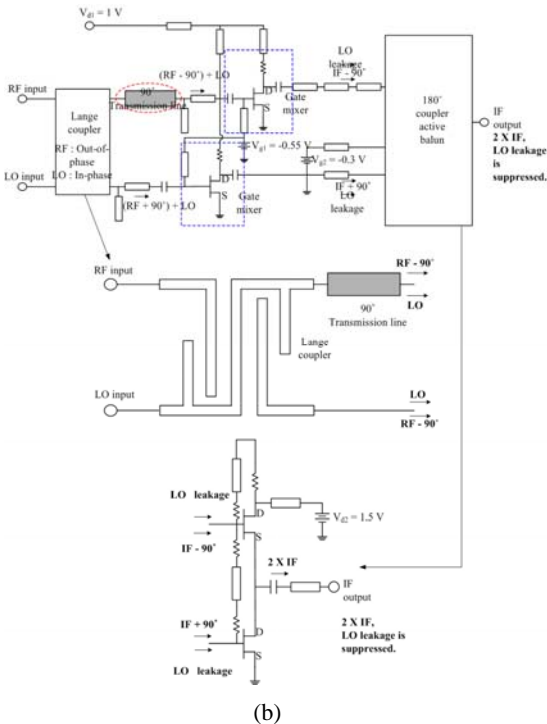 V_d1 = 1 V
LO
leakage
IF - 90˚
(RF - 90˚) + LO
90˚
Transmission line
RF input
D
S
Gate
mixer
Lange
coupler
RF : Out-of-
phase
LO : In-phase
180˚
coupler
active
balun
IF
output
2 X IF,
LO leakage
is
suppressed.
V_g1 = -0.55 V
V_g2 = -0.3 V
LO input
D
S
Gate
mixer
IF + 90˚
LO
leakage
(RF + 90˚) + LO
RF input
RF - 90˚
LO
90˚
Transmission line
Lange
coupler
LO input
LO
RF - 90˚
LO leakage
D
S
V_d2 = 1.5 V
IF - 90˚
2 X IF
IF
output
IF + 90˚
D
S
2 X IF,
LO leakage is
suppressed.
LO leakage
(b)